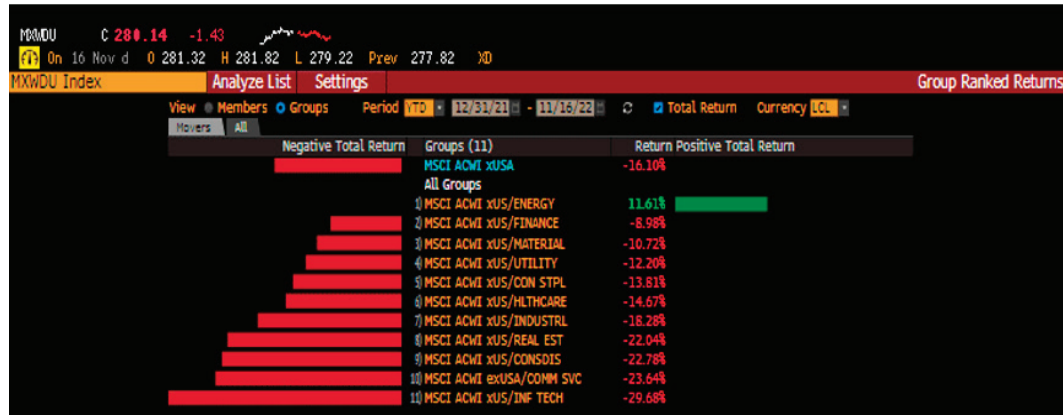 MXWDU C 280.14 -1.43
On 16 Nov d O 281.32 H 281.82 L 279.22 Prev 277.82 XD
MXWDU Index Analyze List Settings Group Ranked Returns
View Members Groups Period YTD 12/31/21 - 11/16/22 Total Return Currency LCL
Movers All
Negative Total Return Groups (11) Return Positive Total Return
MSCI ACWI xUSA -16.10%
All Groups
1) MSCI ACWI xUS/ENERGY 11.61%
2) MSCI ACWI xUS/FINANCE -8.98%
3) MSCI ACWI xUS/MATERIAL -10.72%
4) MSCI ACWI xUS/UTILITY -12.20%
5) MSCI ACWI xUS/CON STPL -13.81%
6) MSCI ACWI xUS/HLTHCARE -14.67%
7) MSCI ACWI xUS/INDUSTRL -18.28%
8) MSCI ACWI xUS/REAL EST -22.04%
9) MSCI ACWI xUS/CONSDIS -22.78%
10) MSCI ACWI exUSA/COMM SVC -23.64%
11) MSCI ACWI xUS/INF TECH -29.68%